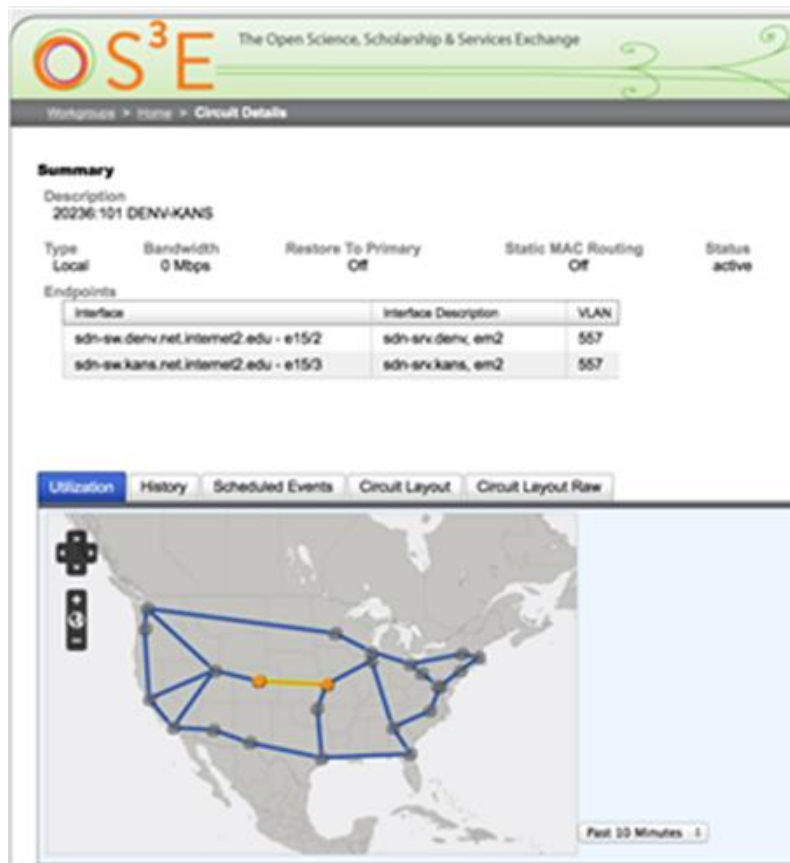 OS³E The Open Science, Scholarship & Services Exchange
Workgroups > Home > Circuit Details
Summary
Description
20236:101 DENV-KANS
Type Bandwidth Restore To Primary Static MAC Routing Status
Local 0 Mbps Off Off active
Endpoints
Interface Interface Description VLAN
sdn-sw.denv.net.internet2.edu - e15/2 sdn-srv.denv, em2 557
sdn-sw.kans.net.internet2.edu - e15/3 sdn-srv.kans, em2 557
Utilization History Scheduled Events Circuit Layout Circuit Layout Raw
Past 10 Minutes